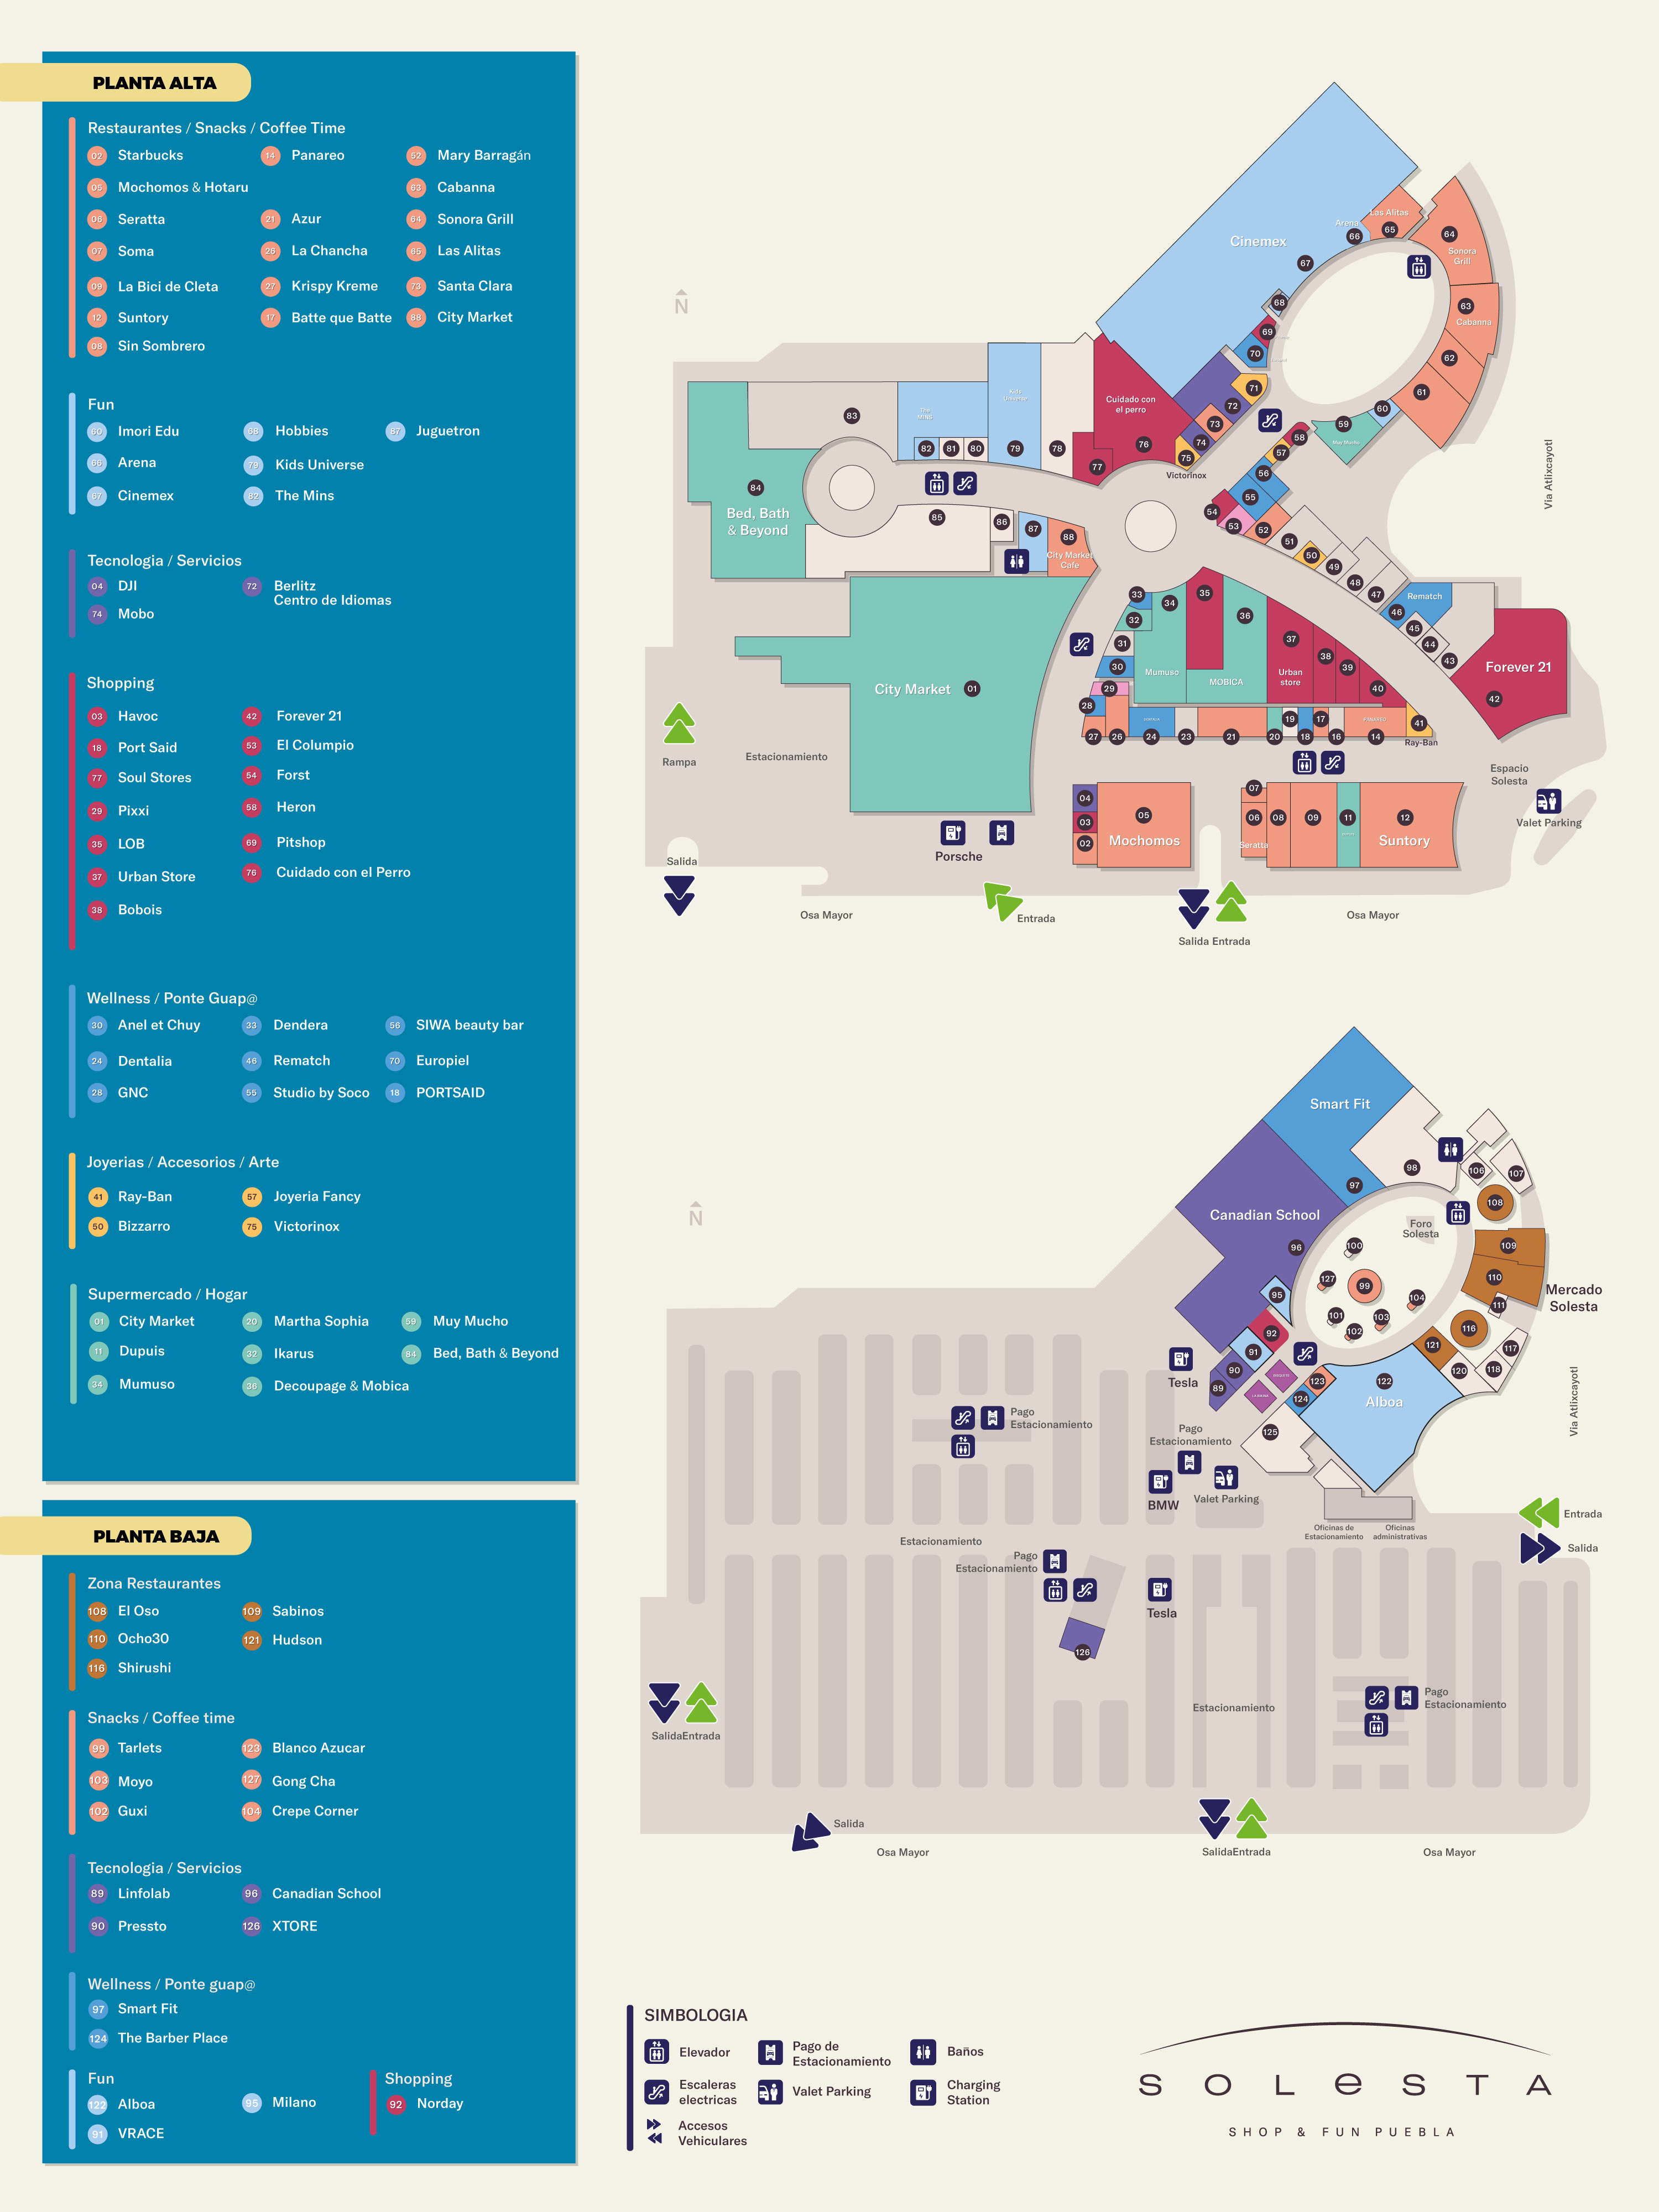 PLANTA ALTA
Restaurantes / Snacks / Coffee Time
02 Starbucks
14 Panareo
52 Mary Barragán
05 Mochomos & Hotaru
63 Cabanna
06 Seratta
21 Azur
64 Sonora Grill
07 Soma
26 La Chancha
65 Las Alitas
09 La Bici de Cleta
27 Krispy Kreme
73 Santa Clara
12 Suntory
17 Batte que Batte
88 City Market
08 Sin Sombrero
Fun
60 Imori Edu
68 Hobbies
87 Juguetron
66 Arena
79 Kids Universe
67 Cinemex
82 The Mins
Tecnologia / Servicios
04 DJI
72 Berlitz
Centro de Idiomas
74 Mobo
Shopping
03 Havoc
42 Forever 21
18 Port Said
53 El Columpio
77 Soul Stores
54 Forst
29 Pixxi
58 Heron
35 LOB
69 Pitshop
37 Urban Store
76 Cuidado con el Perro
38 Bobois
Wellness / Ponte Guap@
30 Anel et Chuy
33 Dendera
56 SIWA beauty bar
24 Dentalia
46 Rematch
70 Europiel
28 GNC
55 Studio by Soco
18 PORTSAID
Joyerias / Accesorios / Arte
41 Ray-Ban
57 Joyeria Fancy
50 Bizzarro
75 Victorinox
Supermercado / Hogar
01 City Market
20 Martha Sophia
59 Muy Mucho
11 Dupuis
32 Ikarus
84 Bed, Bath & Beyond
34 Mumuso
36 Decoupage & Mobica
PLANTA BAJA
Zona Restaurantes
108 El Oso
109 Sabinos
110 Ocho30
121 Hudson
116 Shirushi
Snacks / Coffee time
99 Tarlets
123 Blanco Azucar
103 Moyo
127 Gong Cha
102 Guxi
104 Crepe Corner
Tecnologia / Servicios
89 Linfolab
96 Canadian School
90 Pressto
126 XTORE
Wellness / Ponte guap@
97 Smart Fit
124 The Barber Place
Fun
122 Alboa
95 Milano
91 VRACE
Shopping
92 Norday
N
Cinemex
Arena
66
Las Alitas
65
64
Sonora
Grill
67
68
63
Cabanna
69
70
62
71
61
60
59
Muy Mucho
72
73
74
75
Victorinox
Cuidado con
el perro
76
77
78
Kids
Universe
79
80
81
82
The
MINS
83
84
Bed, Bath
& Beyond
85
86
87
88
City Market
Cafe
58
57
56
55
54
53
52
51
50
49
48
47
Rematch
46
45
44
43
Forever 21
42
Via Atlixcayotl
33
34
35
36
32
31
30
29
28
Mumuso
MOBICA
37
Urban
store
38
39
40
41
Ray-Ban
27
26
24
23
21
20
19
18
17
16
PANAREO
14
City Market 01
Rampa
Estacionamiento
Salida
04
03
02
05
Mochomos
07
06
Seratta
08
09
11
12
Suntory
Espacio
Solesta
Valet Parking
Porsche
Osa Mayor
Entrada
Salida Entrada
Osa Mayor
N
Smart Fit
97
98
Canadian School
96
106
107
108
109
110
111
Mercado
Solesta
Foro
Solesta
100
127
99
104
101
103
102
95
92
91
90
89
116
117
118
120
121
122
Alboa
123
124
125
Tesla
Via Atlixcayotl
Pago
Estacionamiento
Pago
Estacionamiento
BMW
Valet Parking
Oficinas de
Estacionamiento
Oficinas
administrativas
Entrada
Salida
Estacionamiento
Pago
Estacionamiento
Tesla
126
Estacionamiento
Pago
Estacionamiento
SalidaEntrada
Salida
Osa Mayor
SalidaEntrada
Osa Mayor
SIMBOLOGIA
Elevador
Pago de
Estacionamiento
Baños
Escaleras
electricas
Valet Parking
Charging
Station
Accesos
Vehiculares
SOLeSTA
SHOP & FUN PUEBLA